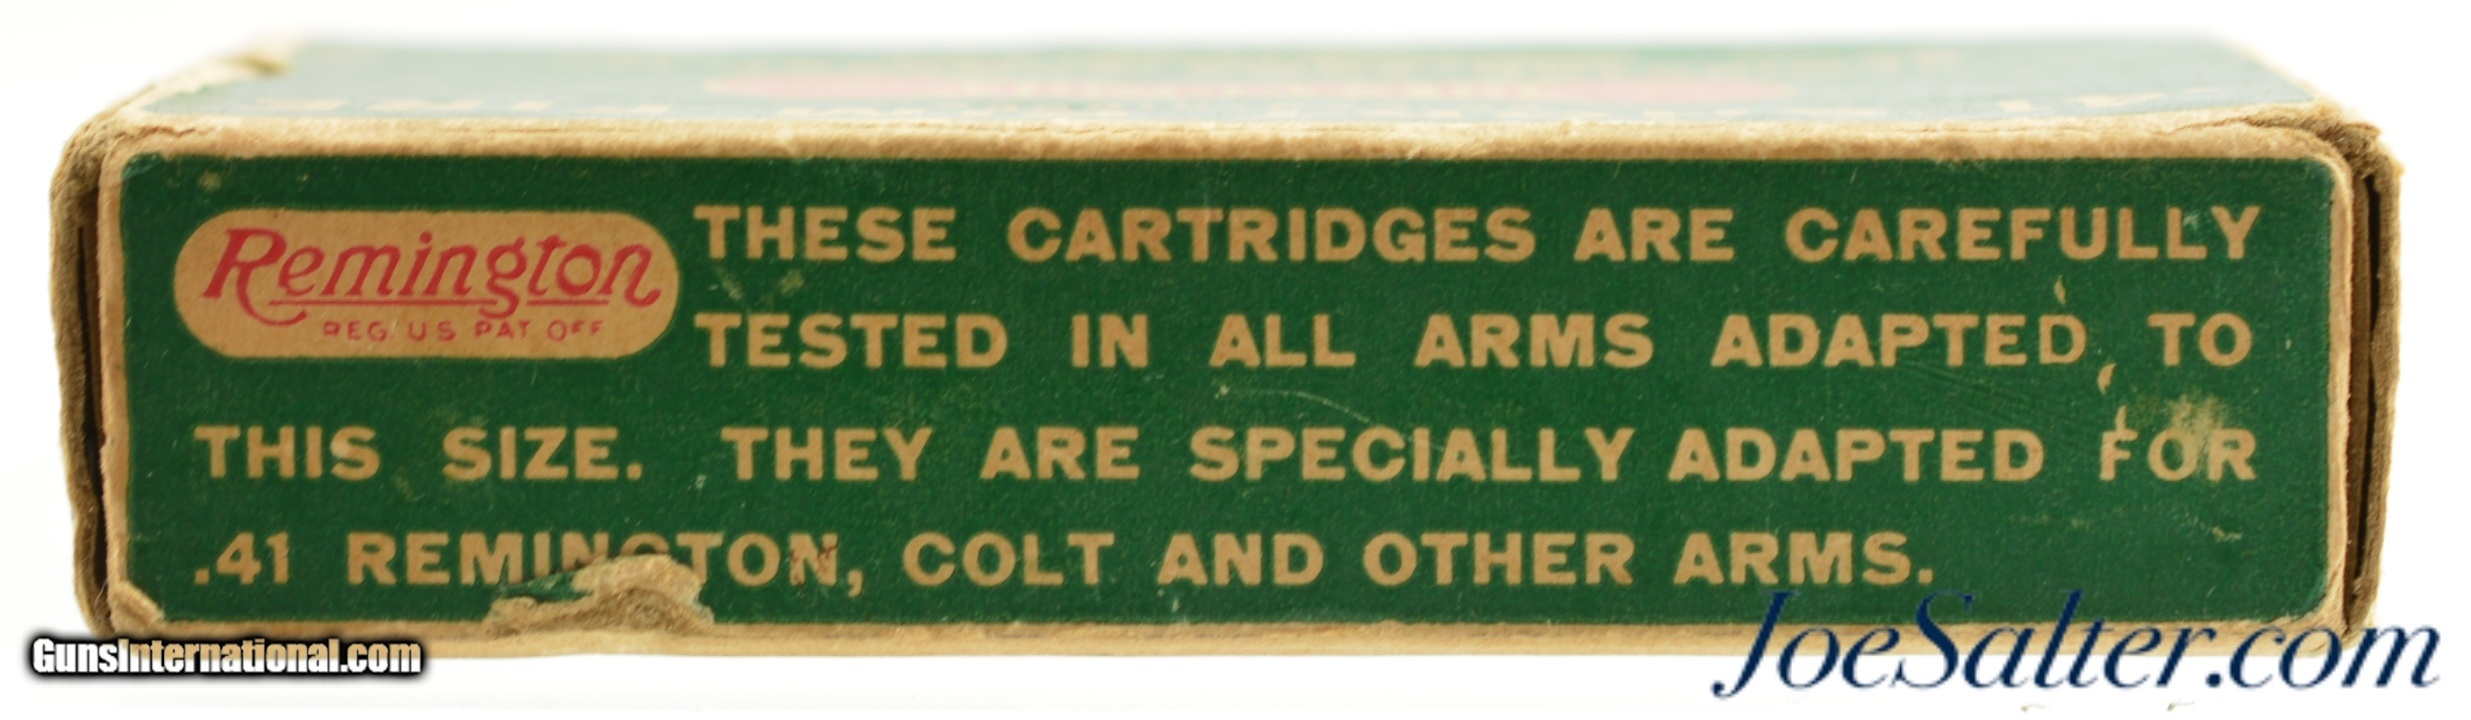 Remington
REG US PAT OFF
THESE CARTRIDGES ARE CAREFULLY
TESTED IN ALL ARMS ADAPTED TO
THIS SIZE. THEY ARE SPECIALLY ADAPTED FOR
.41 REMINGTON, COLT AND OTHER ARMS.
GunsInternational.com
JoeSalter.com